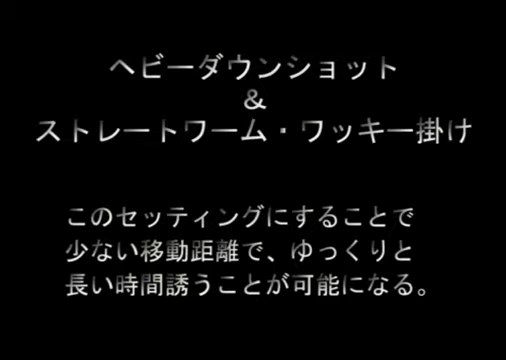 ヘビーダウンショット
&
ストレートワーム・ワッキー掛け
このセッティングにすることで
少ない移動距離で、ゆっくりと
長い時間誘うことが可能になる。